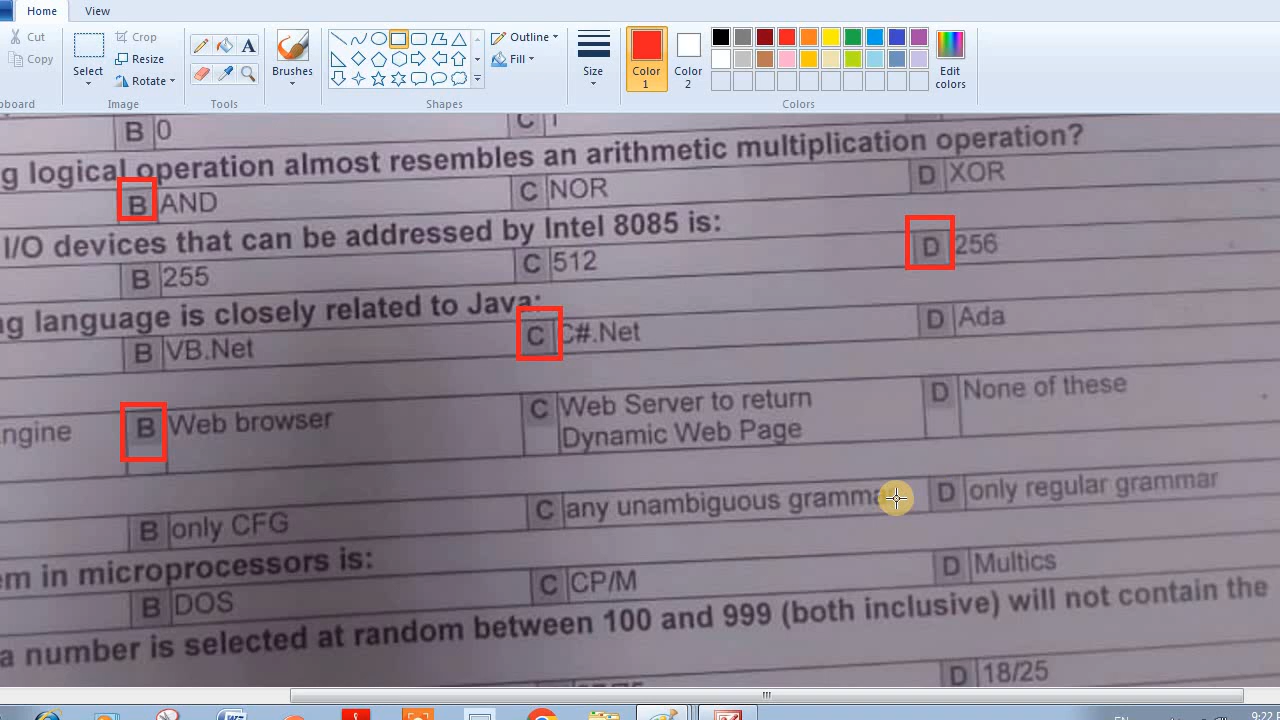 Home
View
Cut
Copy
Select
Crop
Resize
Rotate
Brushes
Outline
Fill
Size
Color 1
Color 2
Edit colors
Image
Tools
Shapes
Colors
B 0 C
g logical operation almost resembles an arithmetic multiplication operation?
B AND C NOR D XOR
I/O devices that can be addressed by Intel 8085 is:
B 255 C 512 D 256
language is closely related to Java:
B VB.Net C C#.Net D Ada
B Web browser C Web Server to return D None of these
Dynamic Web Page
B only CFG C any unambiguous D only regular grammar
em in microprocessors is:
B DOS C CP/M D Multics
a number is selected at random between 100 and 999 (both inclusive) will not contain the
D 18/25
EN